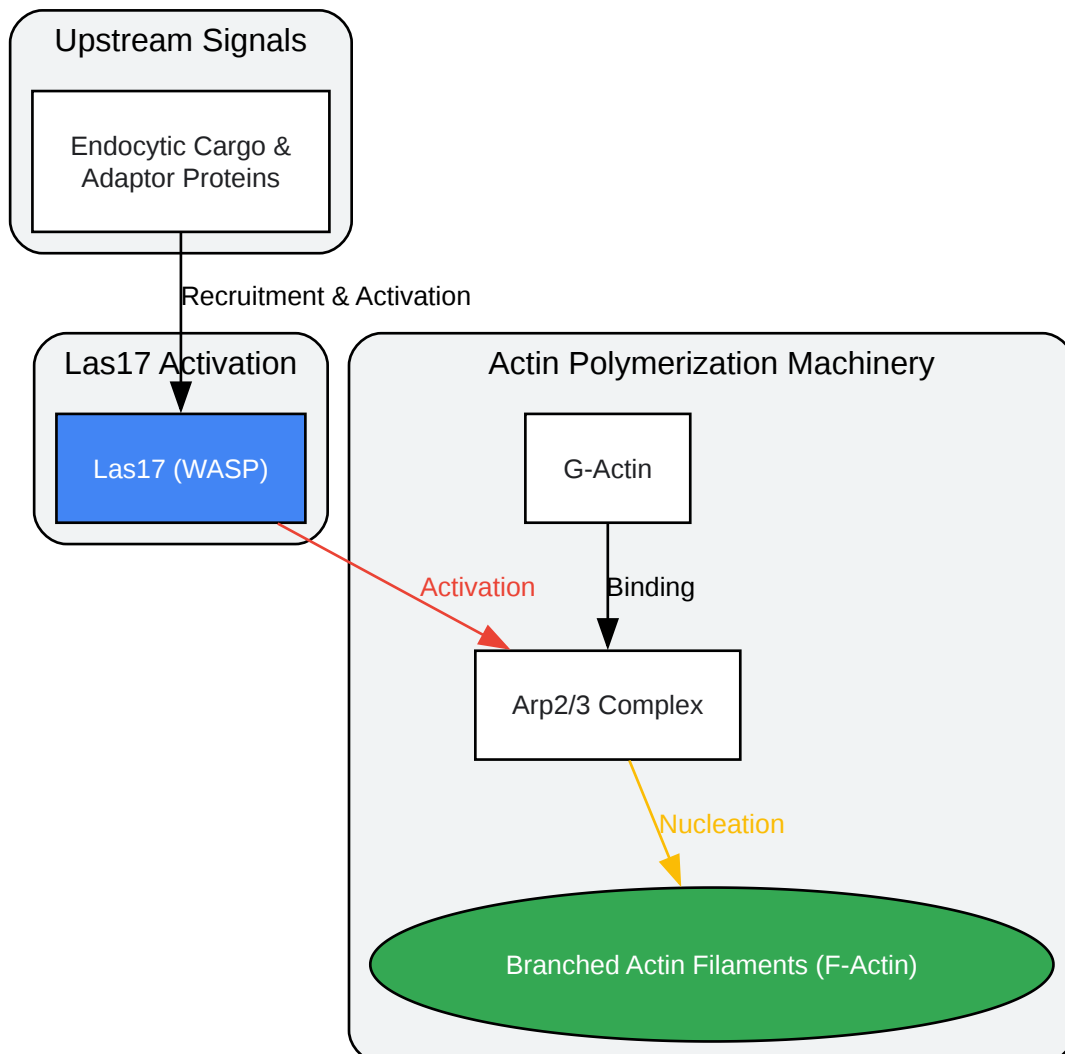 Upstream Signals
Endocytic Cargo &
Adaptor Proteins
Recruitment & Activation
Las17 Activation
Las17 (WASP)
Actin Polymerization Machinery
G-Actin
Activation
Binding
Arp2/3 Complex
Nucleation
Branched Actin Filaments (F-Actin)